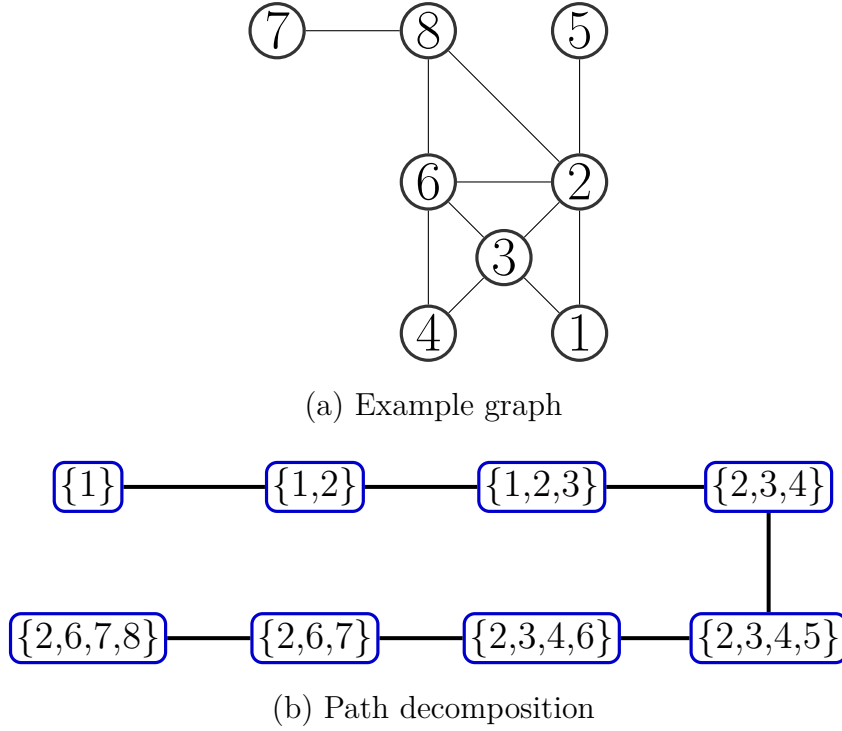 7 8 5
6 2
3
4 1
(a) Example graph
{1} {1,2} {1,2,3} {2,3,4}
{2,6,7,8} {2,6,7} {2,3,4,6} {2,3,4,5}
(b) Path decomposition